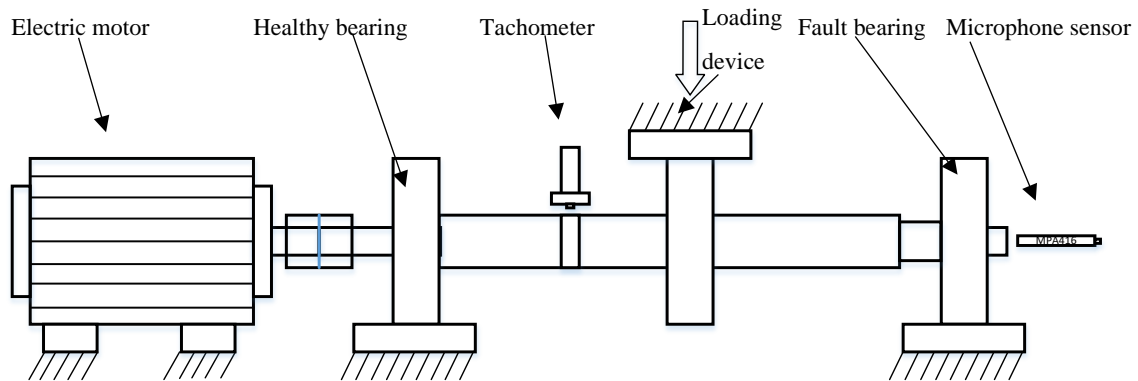 Electric motor
Healthy bearing
Tachometer
Loading
device
Fault bearing
Microphone sensor
MPA416